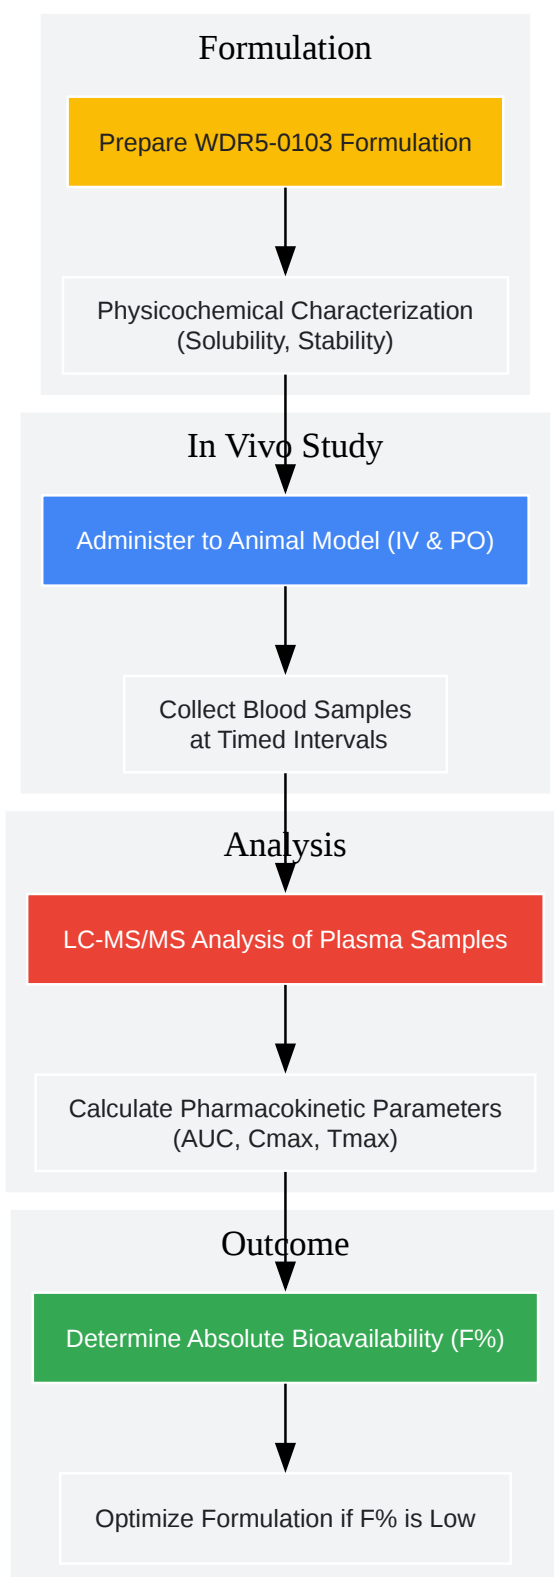 Formulation
Prepare WDR5-0103 Formulation
Physicochemical Characterization
(Solubility, Stability)
In Vivo Study
Administer to Animal Model (IV & PO)
Collect Blood Samples
at Timed Intervals
Analysis
LC-MS/MS Analysis of Plasma Samples
Calculate Pharmacokinetic Parameters
(AUC, Cmax, Tmax)
Outcome
Determine Absolute Bioavailability (F%)
Optimize Formulation if F% is Low